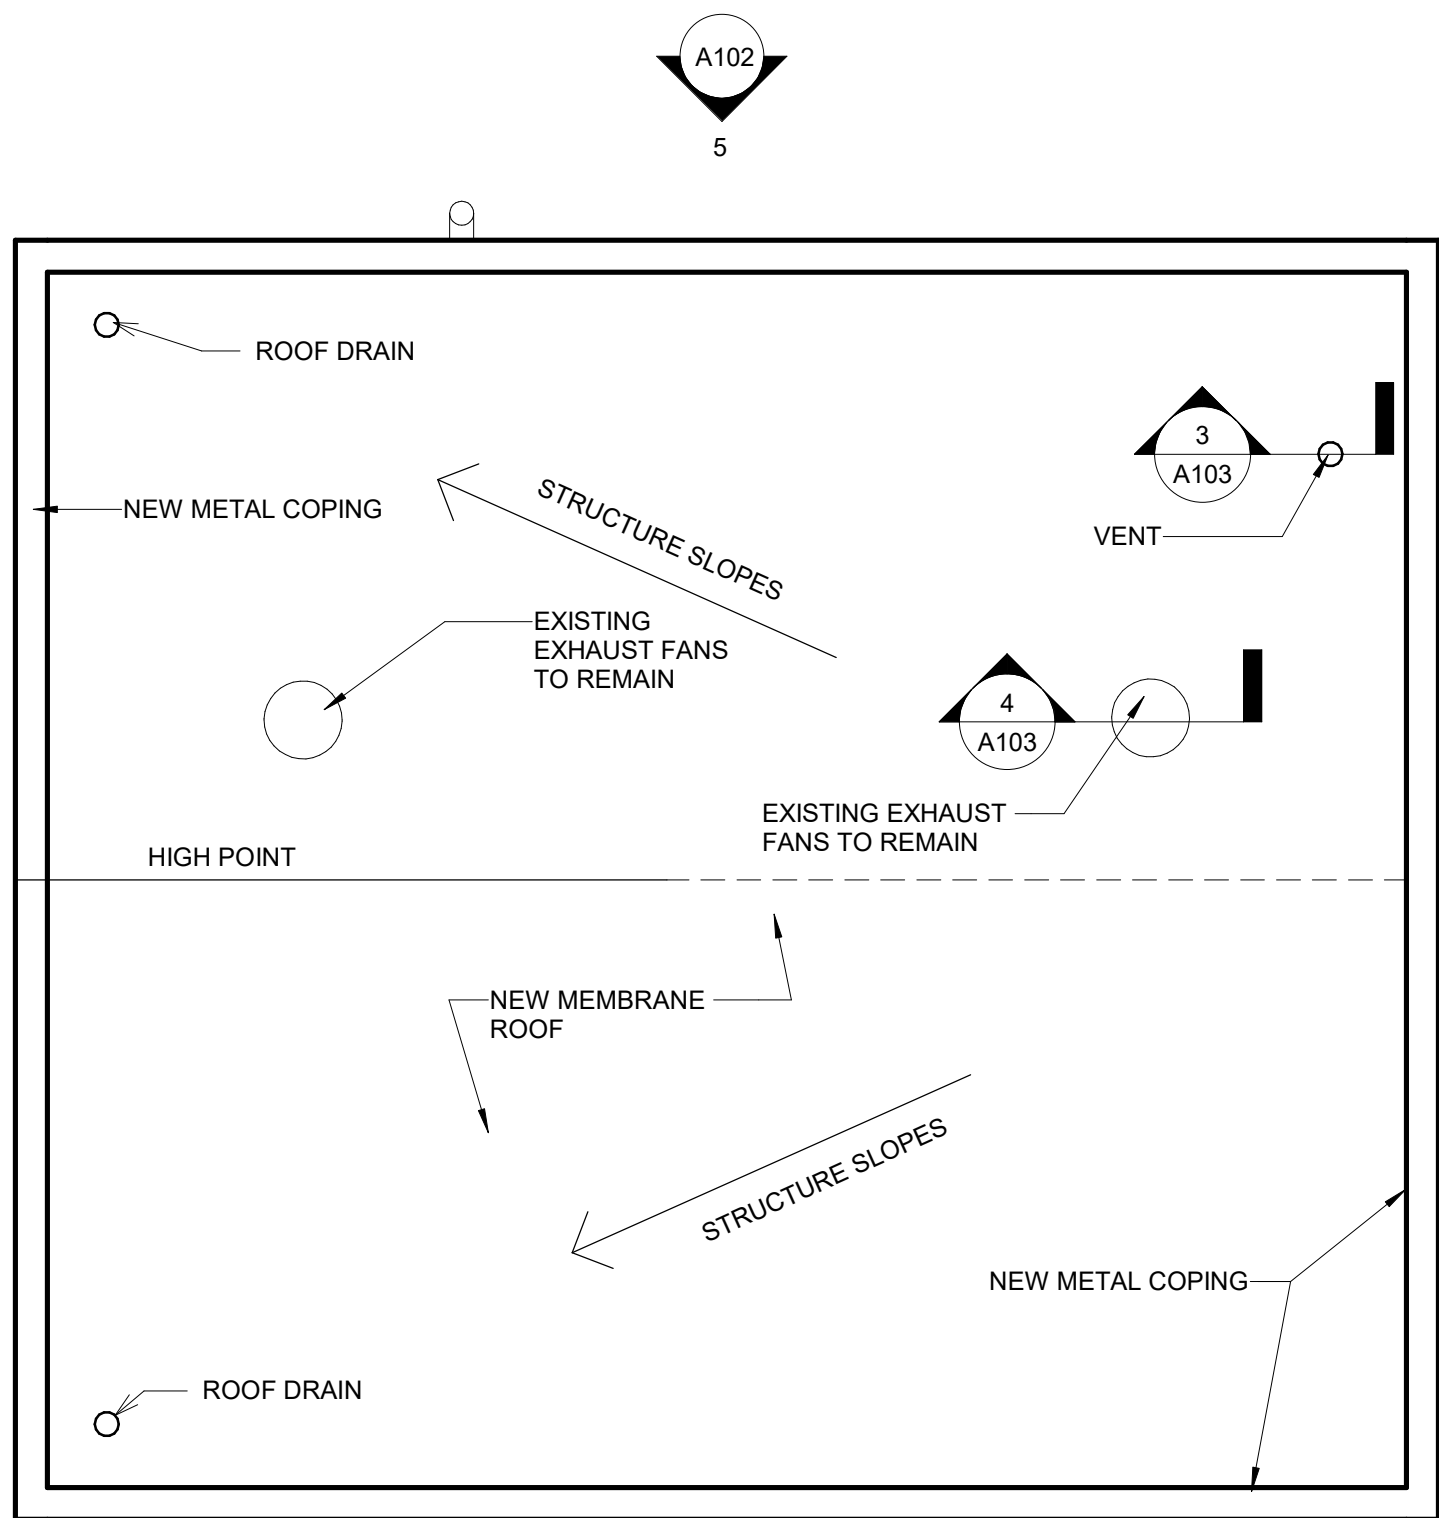 A102
5
ROOF DRAIN
3
A103
NEW METAL COPING
STRUCTURE SLOPES
VENT
EXISTING
EXHAUST FANS
TO REMAIN
4
A103
EXISTING EXHAUST
FANS TO REMAIN
HIGH POINT
NEW MEMBRANE
ROOF
STRUCTURE SLOPES
NEW METAL COPING
ROOF DRAIN